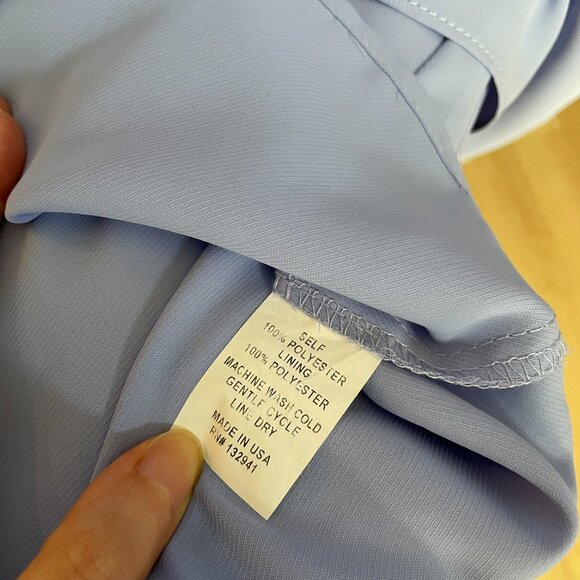 SELF
100% POLYESTER
LINING
100% POLYESTER
MACHINE WASH COLD
GENTLE CYCLE
LINE DRY
MADE IN USA
RN# 132941